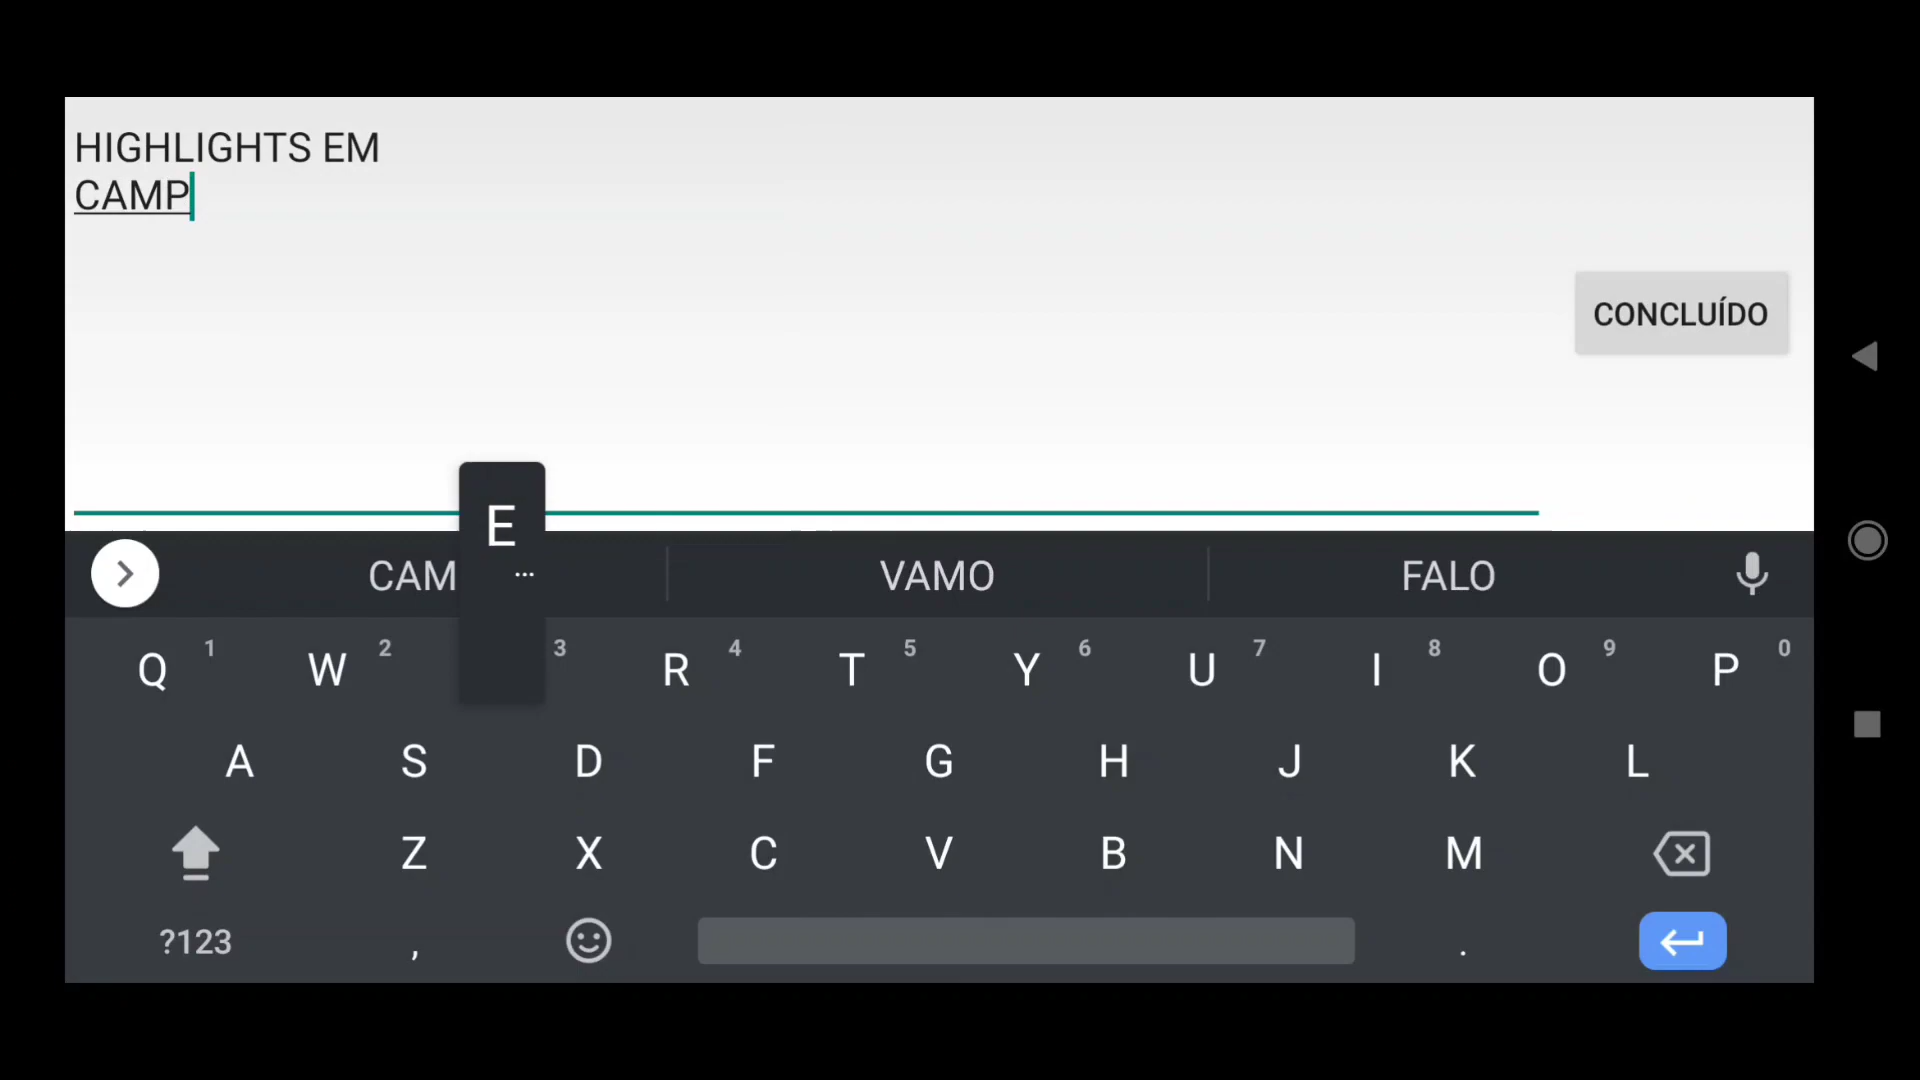 HIGHLIGHTS EM
CAMP
CONCLUÍDO
E
...
CAM
VAMO
FALO
Q 1 W 2 3 R 4 T 5 Y 6 U 7 I 8 O 9 P 0
A S D F G H J K L
Z X C V B N M
?123 , .